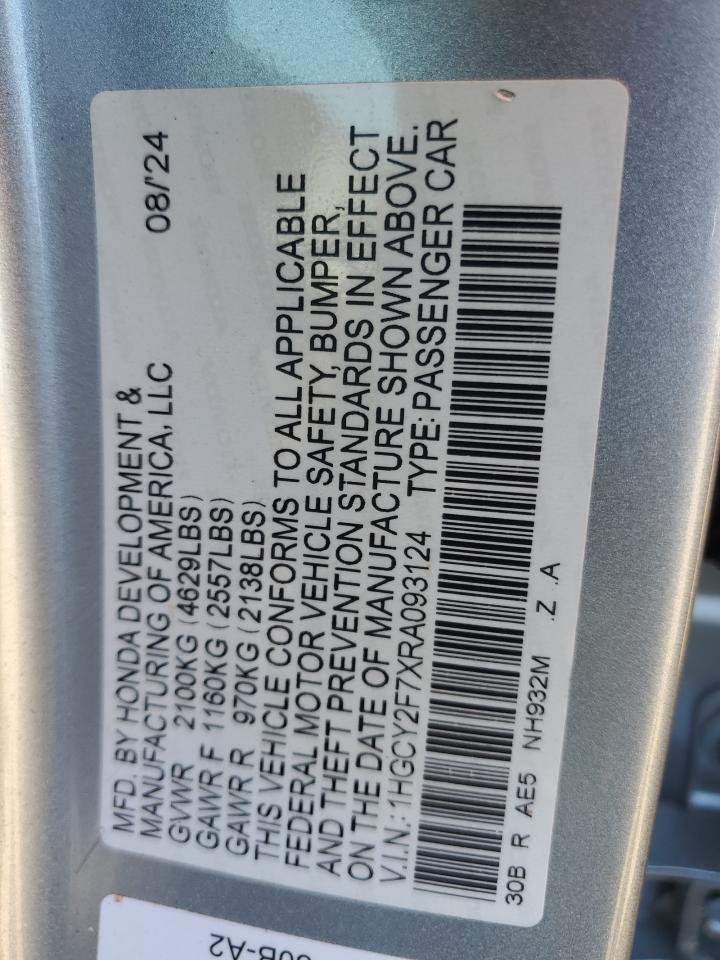 MFD. BY HONDA DEVELOPMENT &
MANUFACTURING OF AMERICA, LLC 08/'24
GVWR 2100KG (4629LBS)
GAWR F 1160KG (2557LBS)
GAWR R 970KG (2138LBS)
THIS VEHICLE CONFORMS TO ALL APPLICABLE
FEDERAL MOTOR VEHICLE SAFETY, BUMPER,
AND THEFT PREVENTION STANDARDS IN EFFECT
ON THE DATE OF MANUFACTURE SHOWN ABOVE.
V.I.N.: 1HGCY2F7XRA093124 TYPE: PASSENGER CAR
30B R AE5 NH932M .Z .A
0B-A2